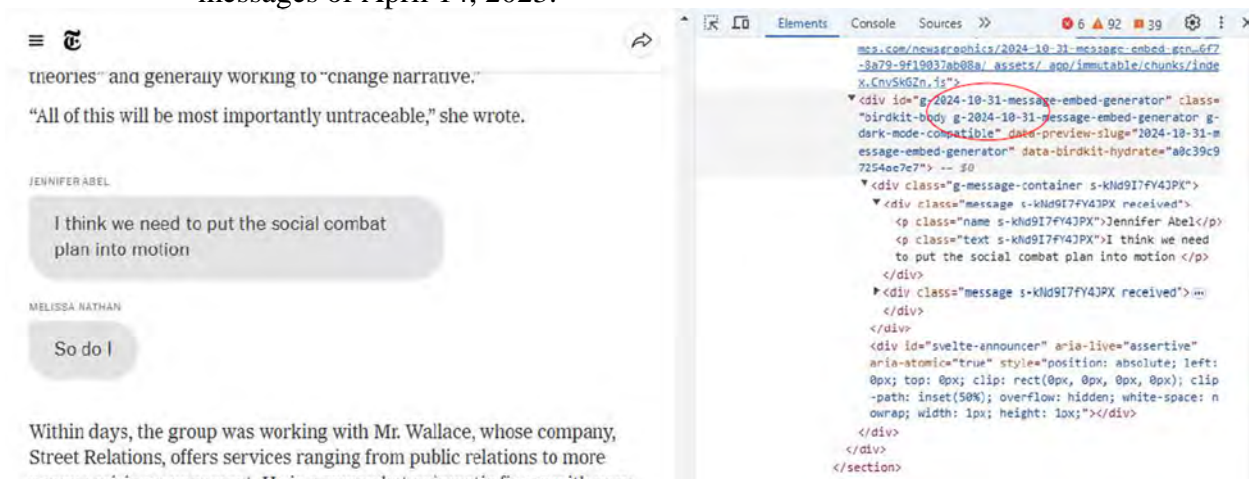 messages of April 14, 2023.
theories” and generally working to “change narrative.”
“All of this will be most importantly untraceable,” she wrote.
JENNIFER ABEL
I think we need to put the social combat
plan into motion
MELISSA NATHAN
So do I
Within days, the group was working with Mr. Wallace, whose company,
Street Relations, offers services ranging from public relations to more
Elements Console Sources » 6 92 39
mes.com/newsgraphics/2024-10-31-message-embed-gen…6f7
-8a79-9f19037ab08a/_assets/_app/immutable/chunks/inde
x.CnvSkGZn.js">
▼<div id="g-2024-10-31-message-embed-generator" class=
"birdkit-body g-2024-10-31-message-embed-generator g-
dark-mode-compatible" data-preview-slug="2024-10-31-m
essage-embed-generator" data-birdkit-hydrate="a0c39c9
7254ae7e7"> == $0
▼<div class="g-message-container s-kNd9I7fY4JPX">
▼<div class="message s-kNd9I7fY4JPX received">
<p class="name s-kNd9I7fY4JPX">Jennifer Abel</p>
<p class="text s-kNd9I7fY4JPX">I think we need
to put the social combat plan into motion </p>
</div>
▶<div class="message s-kNd9I7fY4JPX received">…
</div>
</div>
<div id="svelte-announcer" aria-live="assertive"
aria-atomic="true" style="position: absolute; left:
0px; top: 0px; clip: rect(0px, 0px, 0px, 0px); clip
-path: inset(50%); overflow: hidden; white-space: n
owrap; width: 1px; height: 1px;"></div>
</div>
</div>
</section>